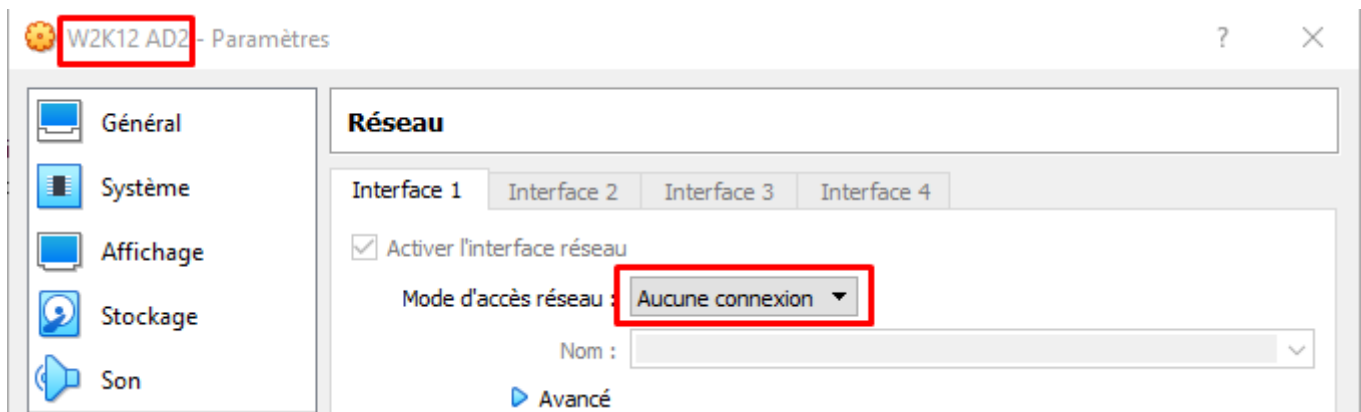 W2K12 AD2 - Paramètres
?
Général
Réseau
Système
Interface 1
Interface 2
Interface 3
Interface 4
Affichage
Activer l'interface réseau
Mode d'accès réseau :
Aucune connexion
Stockage
Nom :
Son
Avancé